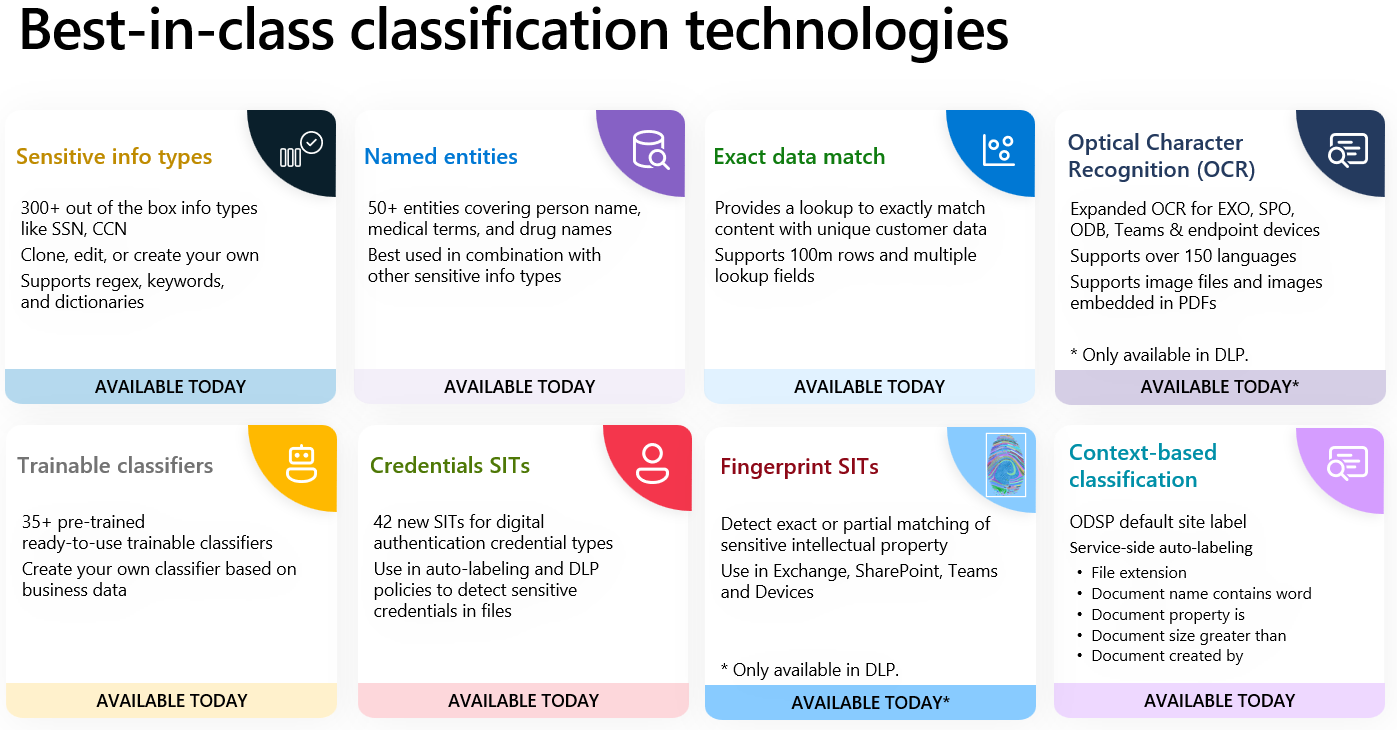 Best-in-class classification technologies
Sensitive info types
300+ out of the box info types
like SSN, CCN
Clone, edit, or create your own
Supports regex, keywords,
and dictionaries
AVAILABLE TODAY
Named entities
50+ entities covering person name,
medical terms, and drug names
Best used in combination with
other sensitive info types
AVAILABLE TODAY
Exact data match
Provides a lookup to exactly match
content with unique customer data
Supports 100m rows and multiple
lookup fields
AVAILABLE TODAY
Optical Character
Recognition (OCR)
Expanded OCR for EXO, SPO,
ODB, Teams & endpoint devices
Supports over 150 languages
Supports image files and images
embedded in PDFs
* Only available in DLP.
AVAILABLE TODAY*
Trainable classifiers
35+ pre-trained
ready-to-use trainable classifiers
Create your own classifier based on
business data
AVAILABLE TODAY
Credentials SITs
42 new SITs for digital
authentication credential types
Use in auto-labeling and DLP
policies to detect sensitive
credentials in files
AVAILABLE TODAY
Fingerprint SITs
Detect exact or partial matching of
sensitive intellectual property
Use in Exchange, SharePoint, Teams
and Devices
* Only available in DLP.
AVAILABLE TODAY*
Context-based
classification
ODSP default site label
Service-side auto-labeling
• File extension
• Document name contains word
• Document property is
• Document size greater than
• Document created by
AVAILABLE TODAY